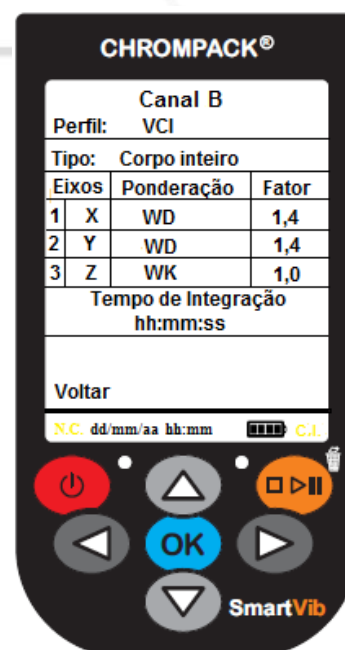 CHROMPACK®
Canal B
Perfil: VCI
Tipo: Corpo inteiro
Eixos Ponderação Fator
1 X WD 1,4
2 Y WD 1,4
3 Z WK 1,0
Tempo de Integração
hh:mm:ss
Voltar
N.C. dd/mm/aa hh:mm C.I.
OK
SmartVib